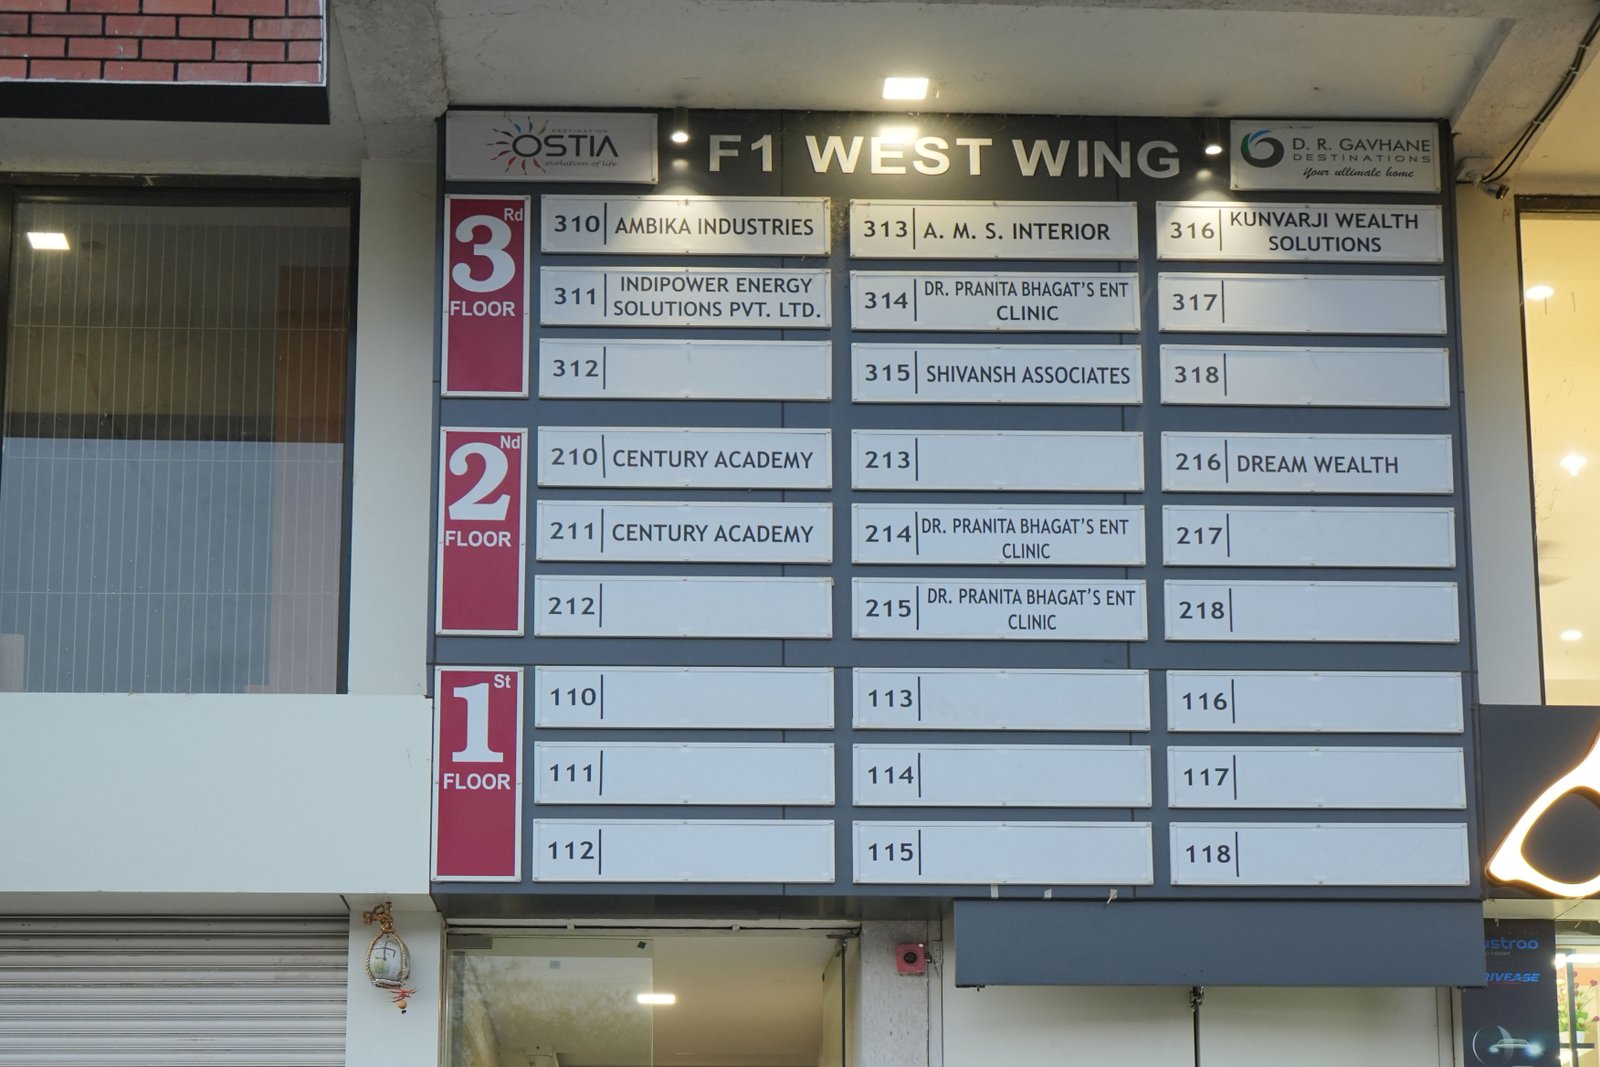 DESTINATION
OSTIA
evolution of life
F1 WEST WING
D. R. GAVHANE
DESTINATIONS
Your ultimate home
3Rd
FLOOR
310 AMBIKA INDUSTRIES
313 A. M. S. INTERIOR
316 KUNVARJI WEALTH
SOLUTIONS
311 INDIPOWER ENERGY
SOLUTIONS PVT. LTD.
314 DR. PRANITA BHAGAT'S ENT
CLINIC
317
312
315 SHIVANSH ASSOCIATES
318
2Nd
FLOOR
210 CENTURY ACADEMY
213
216 DREAM WEALTH
211 CENTURY ACADEMY
214 DR. PRANITA BHAGAT'S ENT
CLINIC
217
212
215 DR. PRANITA BHAGAT'S ENT
CLINIC
218
1St
FLOOR
110
113
116
111
114
117
112
115
118